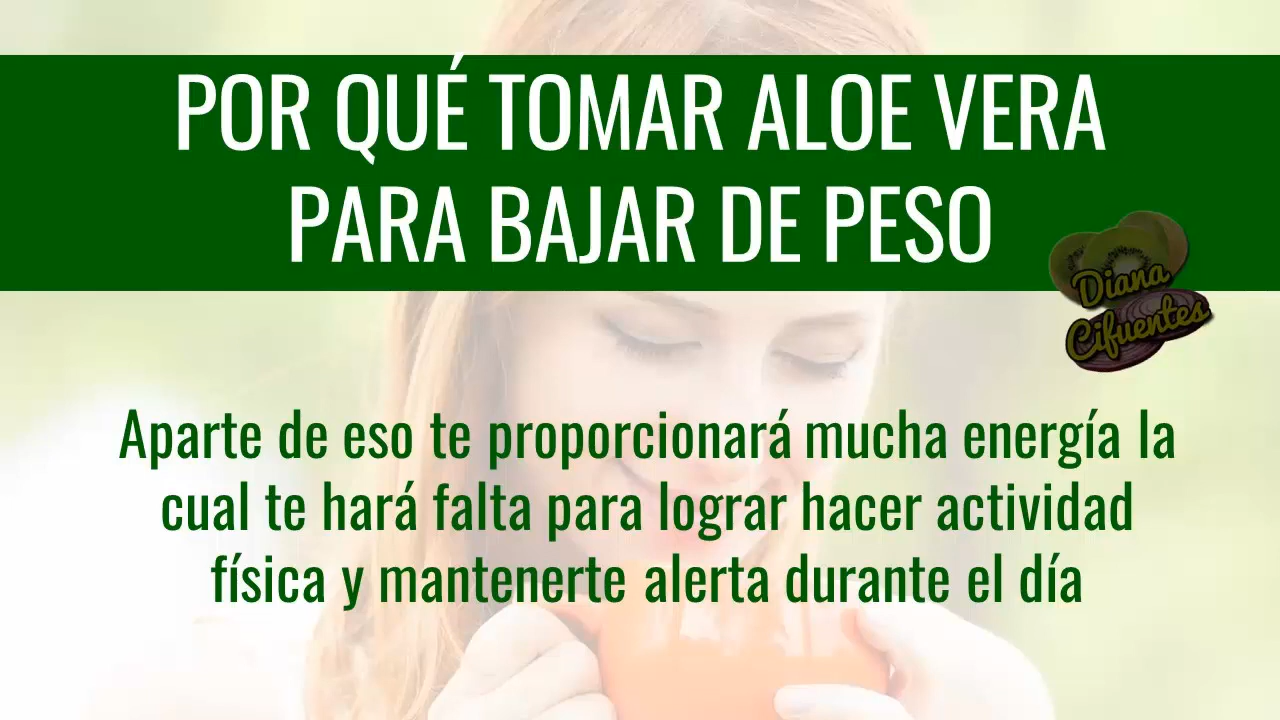 POR QUÉ TOMAR ALOE VERA
PARA BAJAR DE PESO
Diana
Cifuentes
Aparte de eso te proporcionará mucha energía la
cual te hará falta para lograr hacer actividad
física y mantenerte alerta durante el día